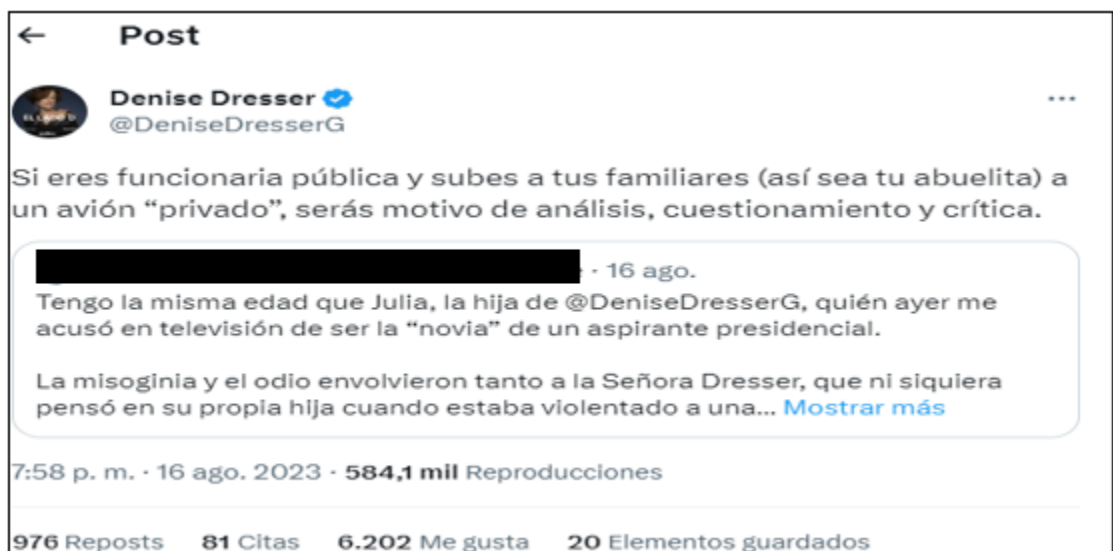 Post
Denise Dresser
@DeniseDresserG
Si eres funcionaria pública y subes a tus familiares (así sea tu abuelita) a
un avión “privado”, serás motivo de análisis, cuestionamiento y crítica.
· 16 ago.
Tengo la misma edad que Julia, la hija de @DeniseDresserG, quién ayer me
acusó en televisión de ser la “novia” de un aspirante presidencial.
La misoginia y el odio envolvieron tanto a la Señora Dresser, que ni siquiera
pensó en su propia hija cuando estaba violentado a una... Mostrar más
7:58 p. m. · 16 ago. 2023 · 584,1 mil Reproducciones
976 Reposts 81 Citas 6.202 Me gusta 20 Elementos guardados